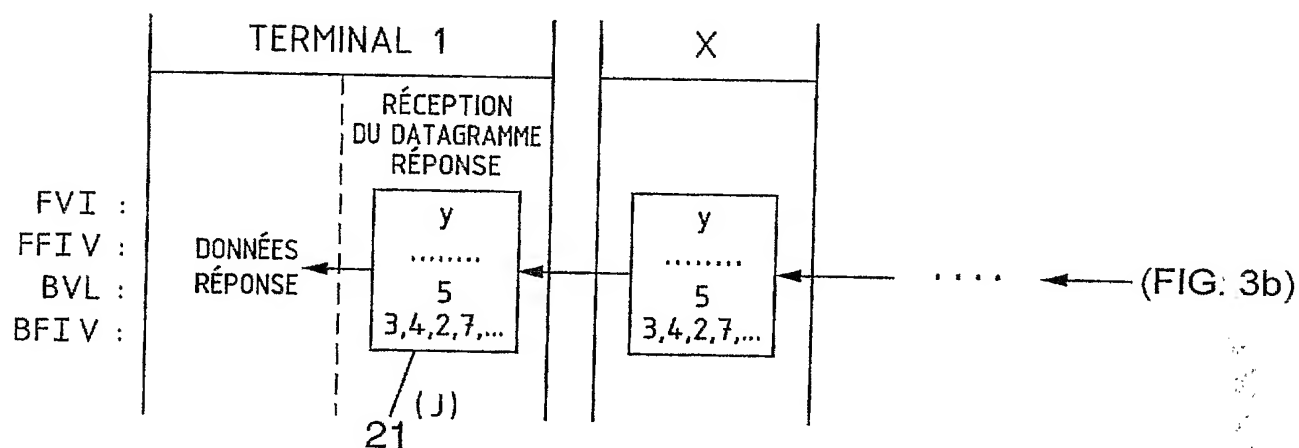 TERMINAL 1
X
RÉCEPTION
DU DATAGRAMME
RÉPONSE
FVI :
FFIV :
BVL :
BFIV :
DONNÉES
RÉPONSE
y
........
5
3,4,2,7,...
y
........
5
3,4,2,7,...
....
(FIG. 3b)
(J)
21